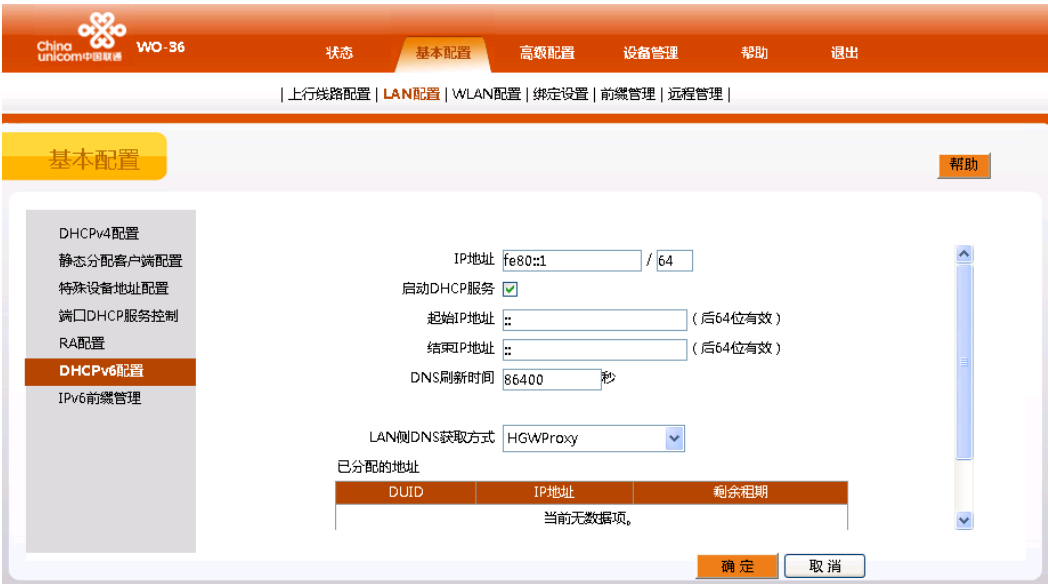 China
unicom中国联通
WO-36
状态 基本配置 高级配置 设备管理 帮助 退出
|上行线路配置|LAN配置|WLAN配置|绑定设置|前缀管理|远程管理|
基本配置
帮助
DHCPv4配置
静态分配客户端配置
特殊设备地址配置
端口DHCP服务控制
RA配置
DHCPv6配置
IPv6前缀管理
IP地址 fe80::1 / 64
启动DHCP服务
起始IP地址 :: (后64位有效)
结束IP地址 :: (后64位有效)
DNS刷新时间 86400 秒
LAN侧DNS获取方式 HGWProxy
已分配的地址
DUID IP地址 剩余租期
当前无数据项。
确定 取消